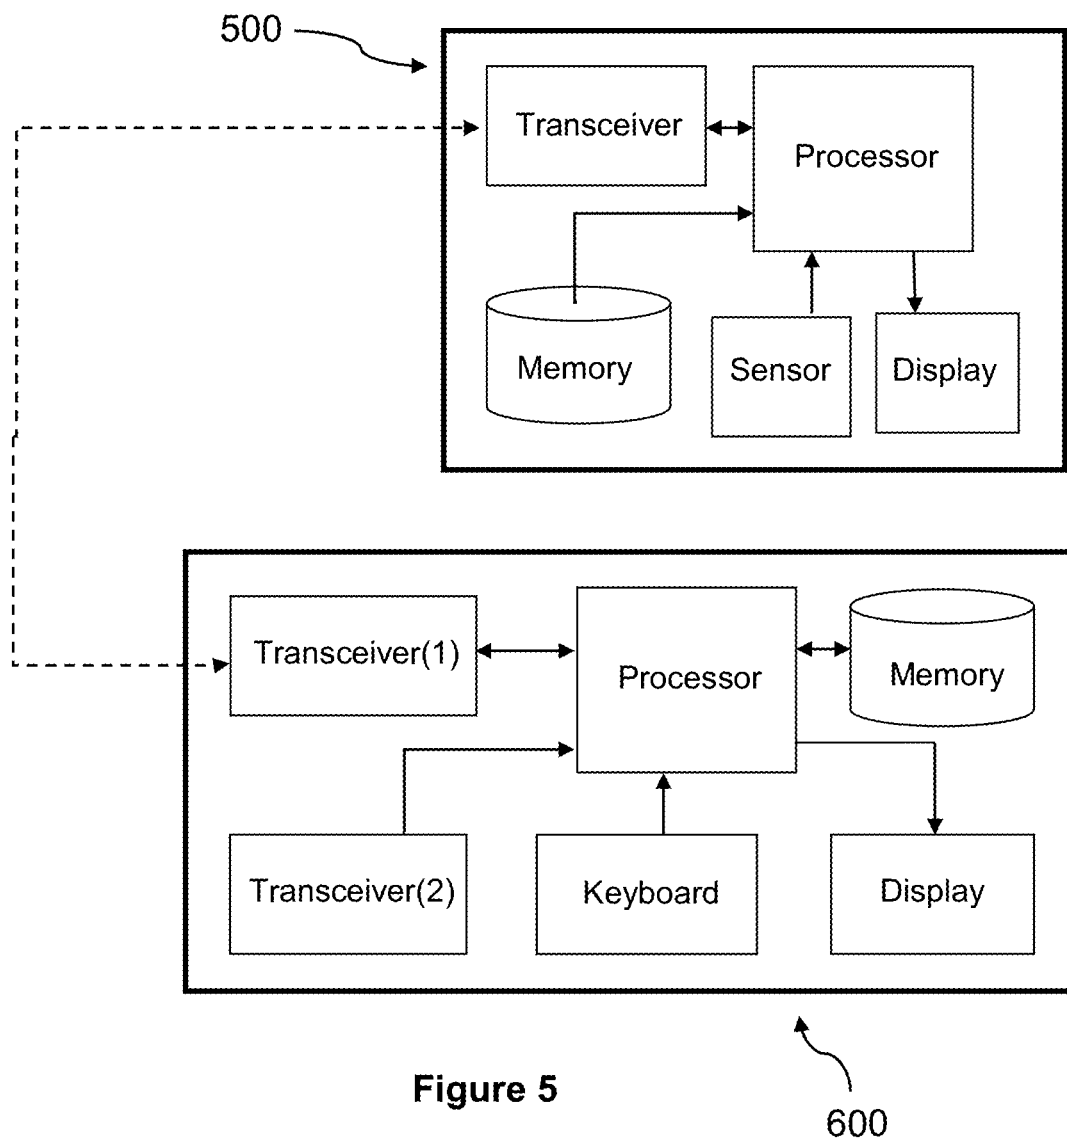 500
Transceiver
Processor
Memory
Sensor
Display
Transceiver(1)
Processor
Memory
Transceiver(2)
Keyboard
Display
Figure 5
600